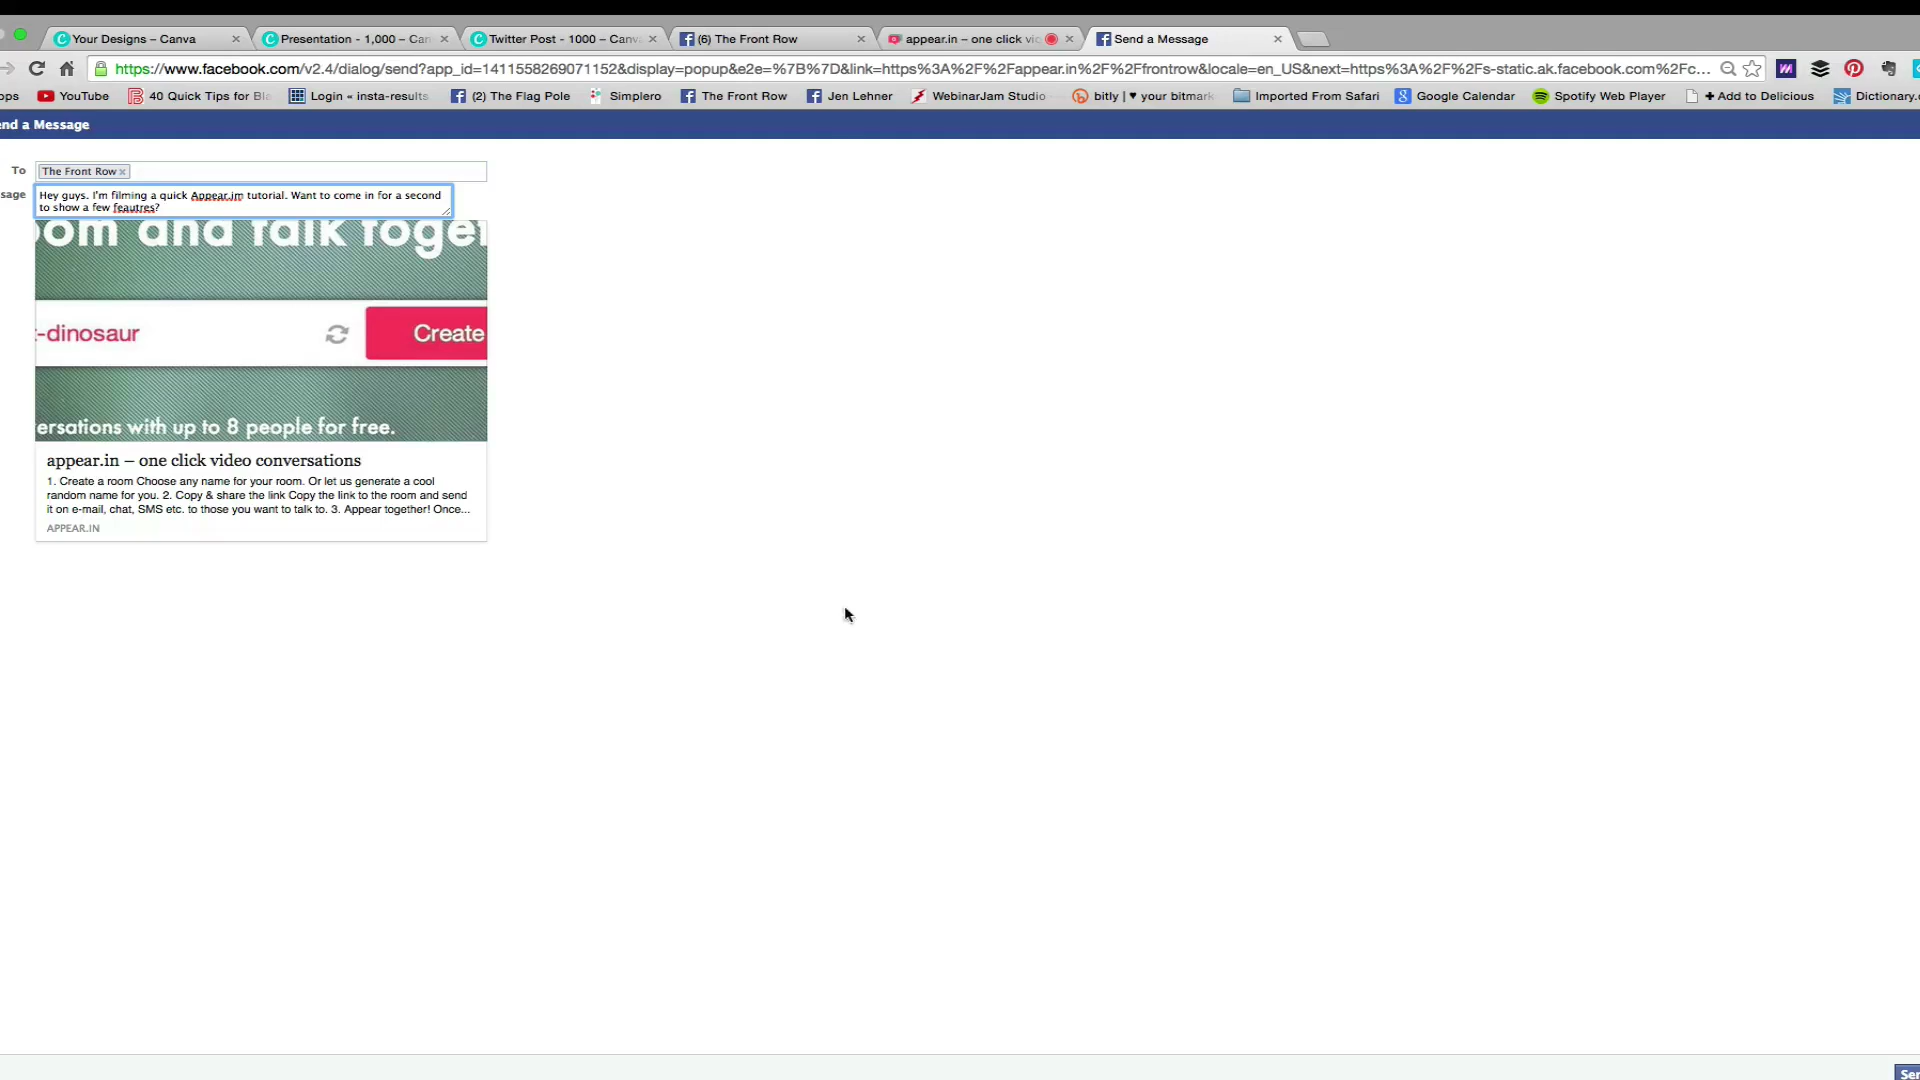 Your Designs – Canva
Presentation - 1,000 – Can
Twitter Post - 1000 – Canv
(6) The Front Row
appear.in – one click vi
Send a Message
https://www.facebook.com/v2.4/dialog/send?app_id=1411558269071152&display=popup&e2e=%7B%7D&link=https%3A%2F%2Fappear.in%2F%2Ffrontrow&locale=en_US&next=https%3A%2F%2Fs-static.ak.facebook.com%2Fc...
ops
YouTube
40 Quick Tips for Bla
Login « insta-results
(2) The Flag Pole
Simplero
The Front Row
Jen Lehner
WebinarJam Studio
bitly | ♥ your bitmark
Imported From Safari
Google Calendar
Spotify Web Player
+ Add to Delicious
Dictionary.c
end a Message
To
The Front Row
sage
Hey guys. I'm filming a quick Appear.im tutorial. Want to come in for a second
to show a few feautres?
oom and talk toget
t-dinosaur
Create
ersations with up to 8 people for free.
appear.in – one click video conversations
1. Create a room Choose any name for your room. Or let us generate a cool
random name for you. 2. Copy & share the link Copy the link to the room and send
it on e-mail, chat, SMS etc. to those you want to talk to. 3. Appear together! Once...
APPEAR.IN
Sen